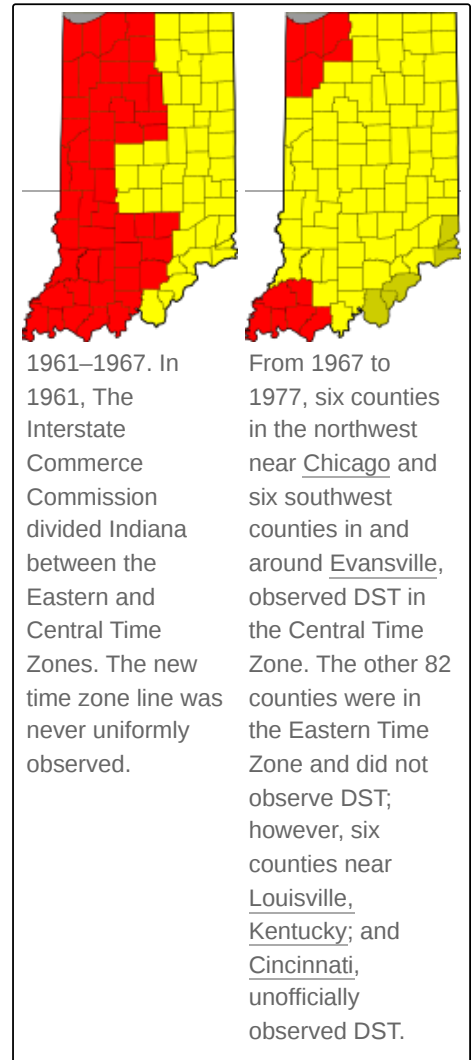 1961–1967. In
1961, The
Interstate
Commerce
Commission
divided Indiana
between the
Eastern and
Central Time
Zones. The new
time zone line was
never uniformly
observed.
From 1967 to
1977, six counties
in the northwest
near Chicago and
six southwest
counties in and
around Evansville,
observed DST in
the Central Time
Zone. The other 82
counties were in
the Eastern Time
Zone and did not
observe DST;
however, six
counties near
Louisville,
Kentucky; and
Cincinnati,
unofficially
observed DST.